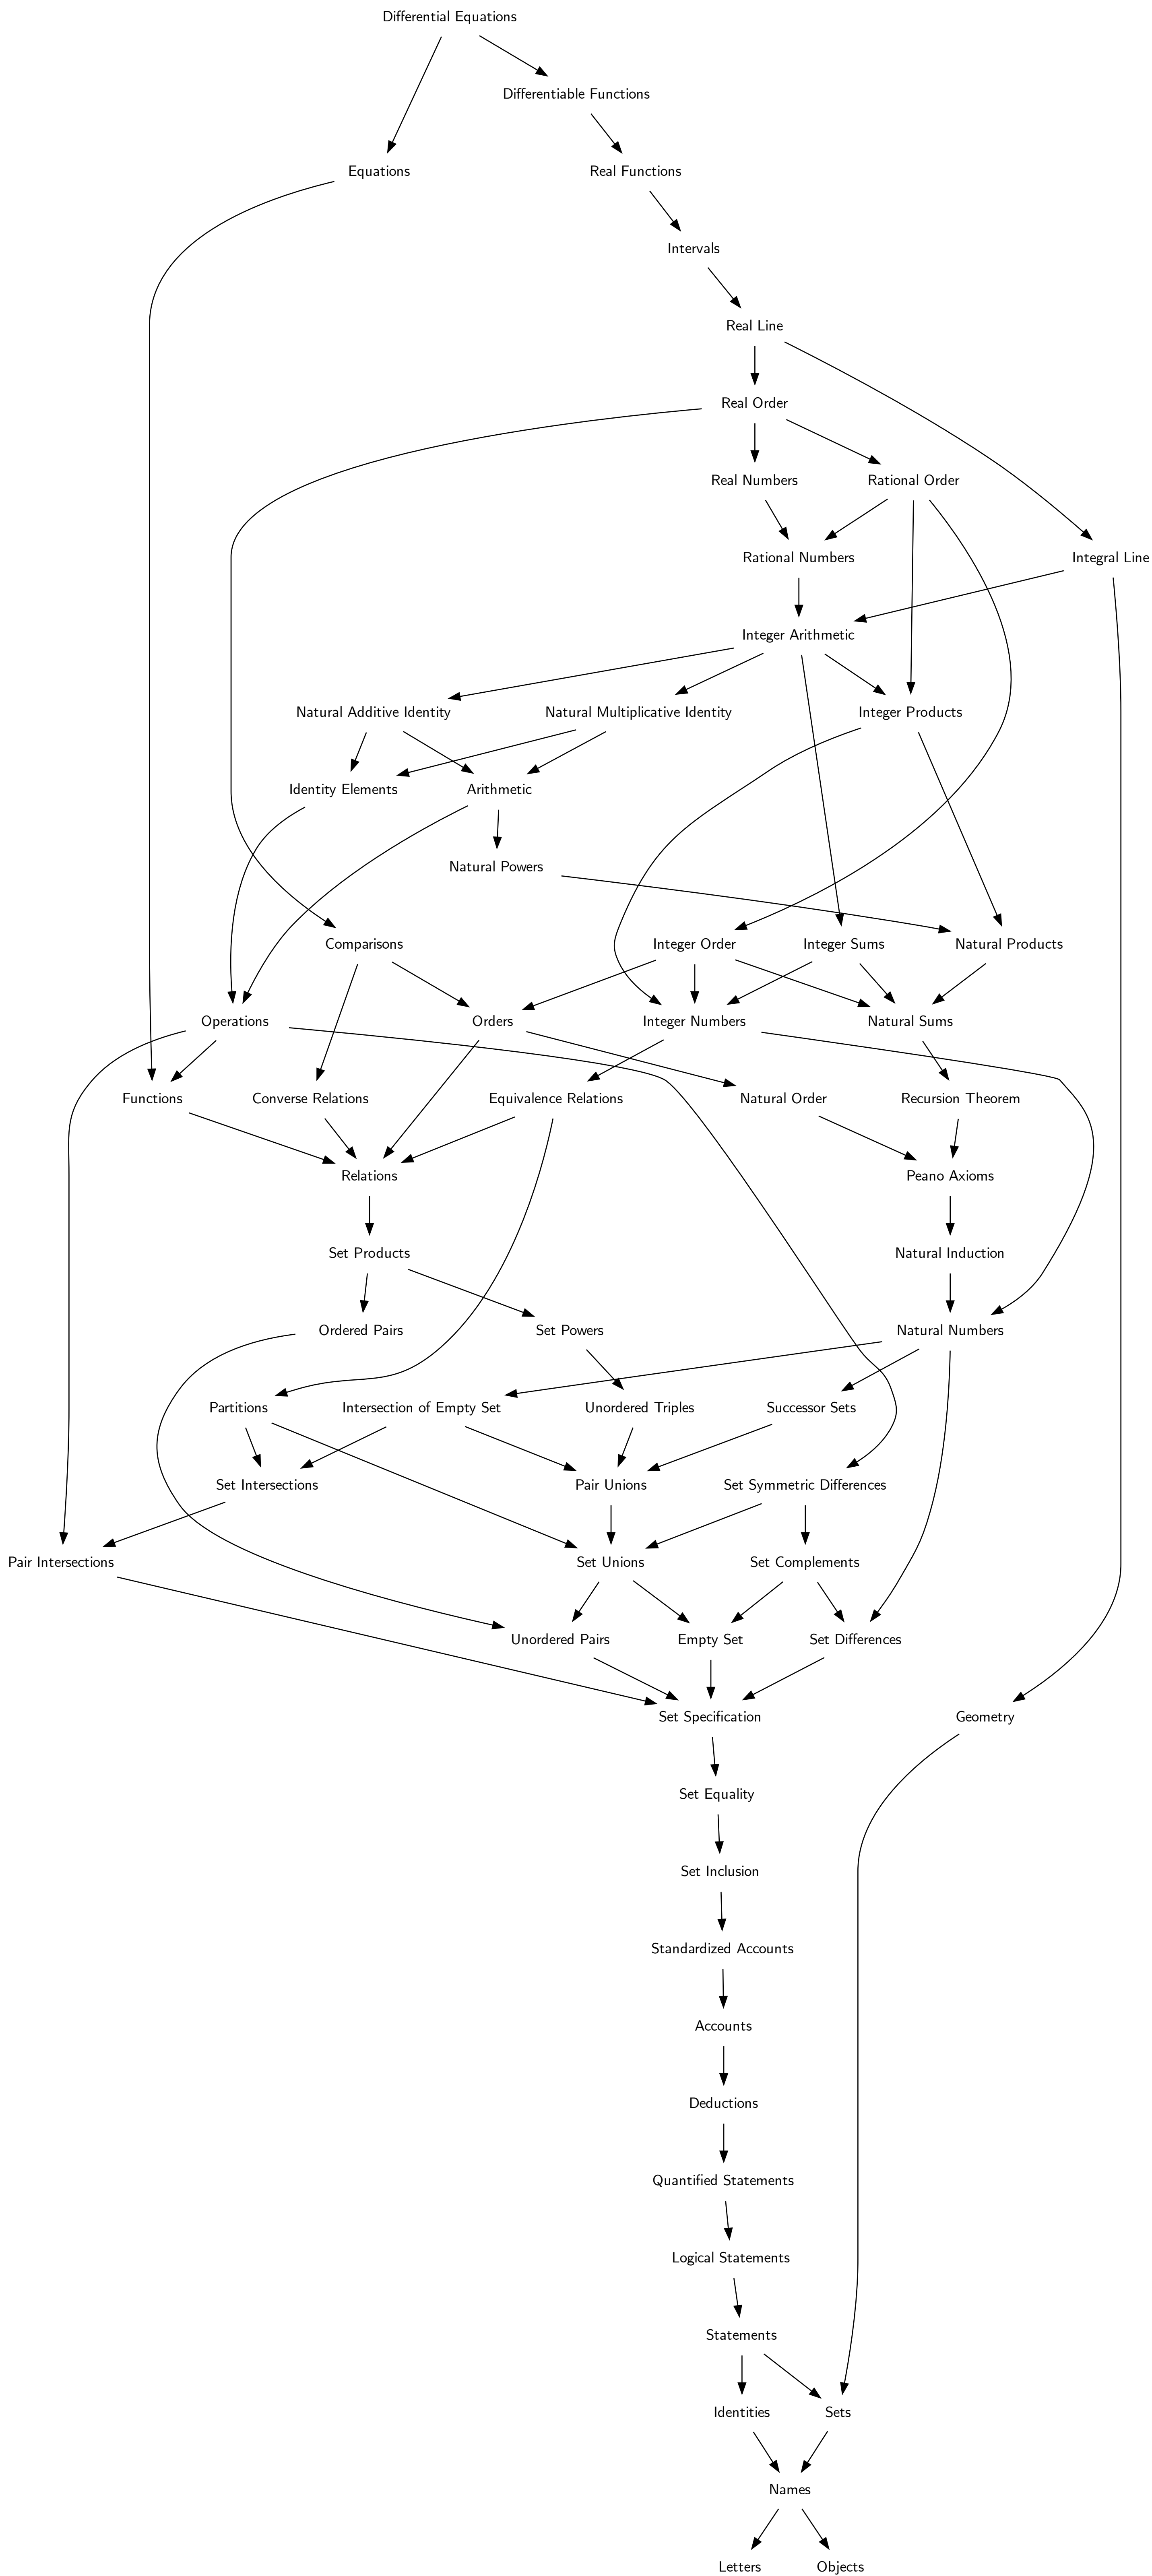 Differential Equations
Differentiable Functions
Equations
Real Functions
Intervals
Real Line
Real Order
Real Numbers
Rational Order
Rational Numbers
Integral Line
Integer Arithmetic
Natural Additive Identity
Natural Multiplicative Identity
Integer Products
Identity Elements
Arithmetic
Natural Powers
Comparisons
Integer Order
Integer Sums
Natural Products
Operations
Orders
Integer Numbers
Natural Sums
Functions
Converse Relations
Equivalence Relations
Natural Order
Recursion Theorem
Relations
Peano Axioms
Set Products
Natural Induction
Ordered Pairs
Set Powers
Natural Numbers
Partitions
Intersection of Empty Set
Unordered Triples
Successor Sets
Set Intersections
Pair Unions
Set Symmetric Differences
Pair Intersections
Set Unions
Set Complements
Unordered Pairs
Empty Set
Set Differences
Set Specification
Geometry
Set Equality
Set Inclusion
Standardized Accounts
Accounts
Deductions
Quantified Statements
Logical Statements
Statements
Identities
Sets
Names
Letters
Objects